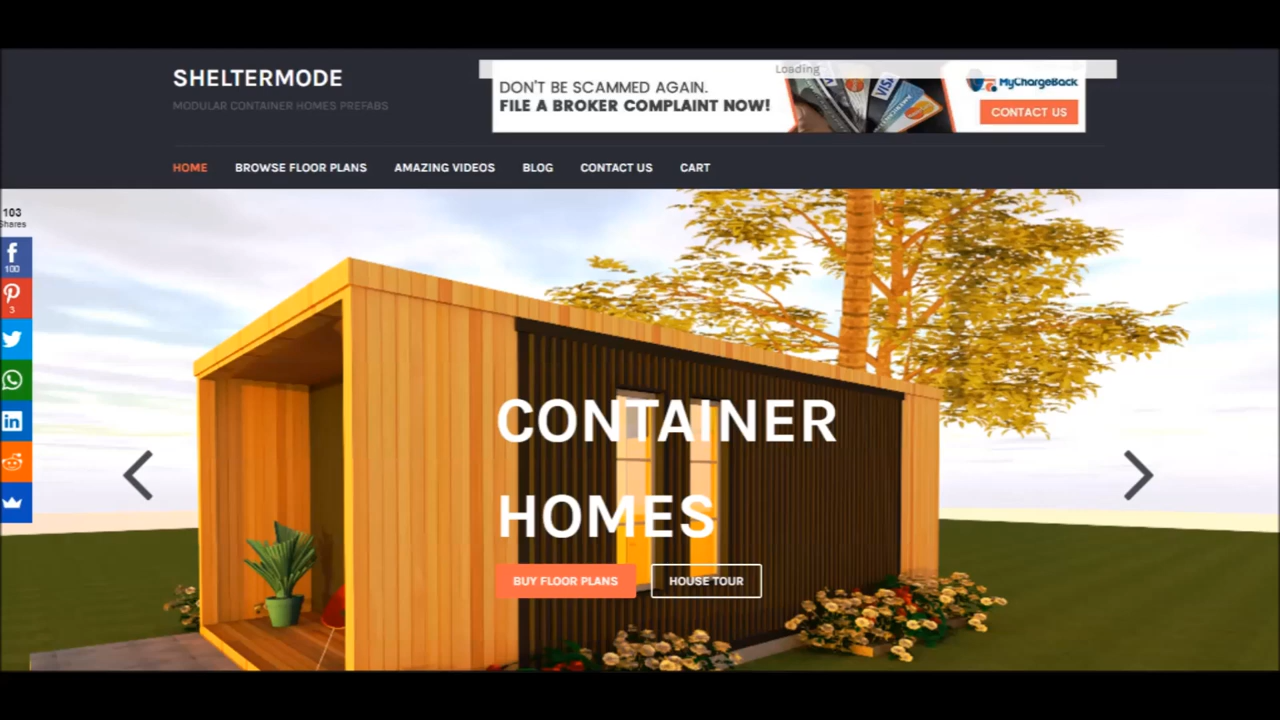 SHELTERMODE
MODULAR CONTAINER HOMES PREFABS
Loading
DON'T BE SCAMMED AGAIN.
FILE A BROKER COMPLAINT NOW!
VISA
MasterCard
MyChargeBack
CONTACT US
HOME BROWSE FLOOR PLANS AMAZING VIDEOS BLOG CONTACT US CART
103
Shares
100
3
CONTAINER
HOMES
BUY FLOOR PLANS HOUSE TOUR